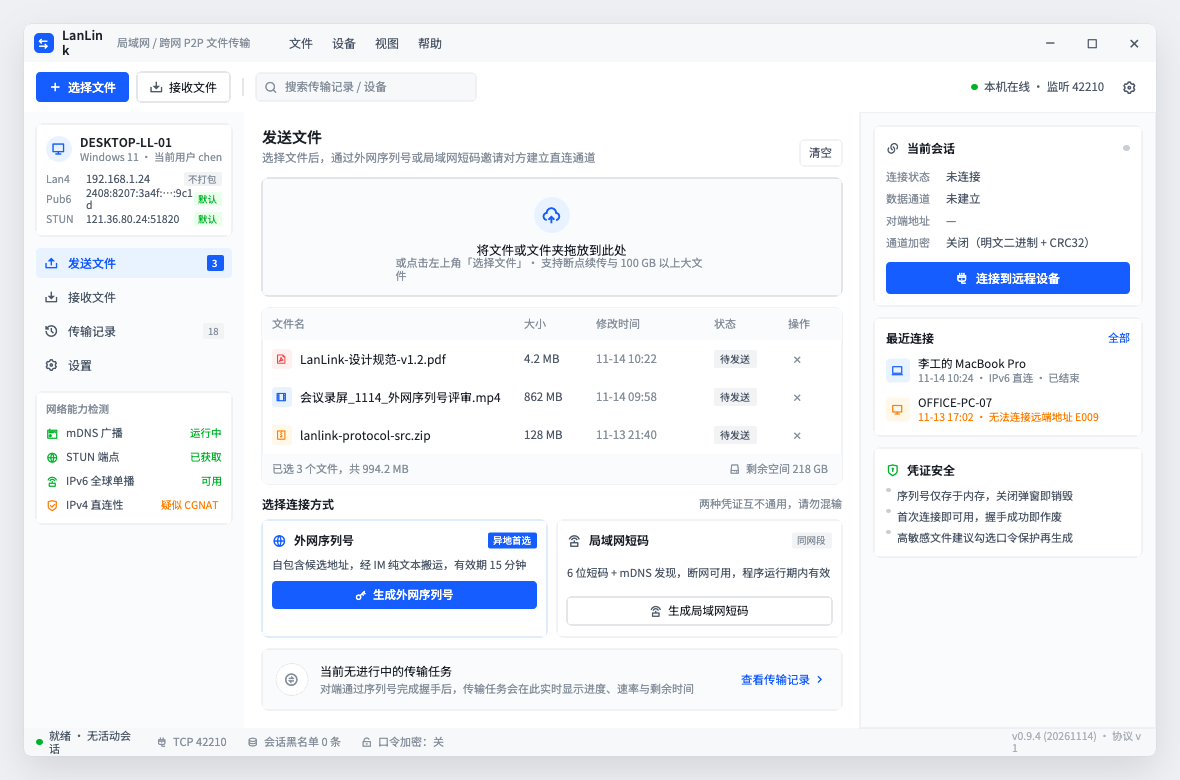 LanLin
k
局域网 / 跨网 P2P 文件传输
文件 设备 视图 帮助
选择文件
接收文件
搜索传输记录 / 设备
本机在线 · 监听 42210
DESKTOP-LL-01
Windows 11 · 当前用户 chen
Lan4 192.168.1.24 不打包
Pub6 2408:8207:3a4f:…:9c1
d 默认
STUN 121.36.80.24:51820 默认
发送文件 3
接收文件
传输记录 18
设置
网络能力检测
mDNS 广播 运行中
STUN 端点 已获取
IPv6 全球单播 可用
IPv4 直连性 疑似 CGNAT
发送文件
选择文件后，通过外网序列号或局域网短码邀请对方建立直连通道
清空
将文件或文件夹拖放到此处
或点击左上角「选择文件」 · 支持断点续传与 100 GB 以上大文
件
文件名 大小 修改时间 状态 操作
LanLink-设计规范-v1.2.pdf 4.2 MB 11-14 10:22 待发送 ×
会议录屏_1114_外网序列号评审.mp4 862 MB 11-14 09:58 待发送 ×
lanlink-protocol-src.zip 128 MB 11-13 21:40 待发送 ×
已选 3 个文件，共 994.2 MB 剩余空间 218 GB
选择连接方式 两种凭证互不通用，请勿混输
外网序列号 异地首选
自包含候选地址，经 IM 纯文本搬运，有效期 15 分钟
生成外网序列号
局域网短码 同网段
6 位短码 + mDNS 发现，断网可用，程序运行期内有效
生成局域网短码
当前无进行中的传输任务
对端通过序列号完成握手后，传输任务会在此实时显示进度、速率与剩余时间
查看传输记录
当前会话
连接状态 未连接
数据通道 未建立
对端地址 —
通道加密 关闭（明文二进制 + CRC32）
连接到远程设备
最近连接 全部
李工的 MacBook Pro
11-14 10:24 · IPv6 直连 · 已结束
OFFICE-PC-07
11-13 17:02 · 无法连接远端地址 E009
凭证安全
序列号仅存于内存，关闭弹窗即销毁
首次连接即可用，握手成功即作废
高敏感文件建议勾选口令保护再生成
就绪 · 无活动会
话
TCP 42210
会话黑名单 0 条
口令加密：关
v0.9.4 (20261114) · 协议 v
1